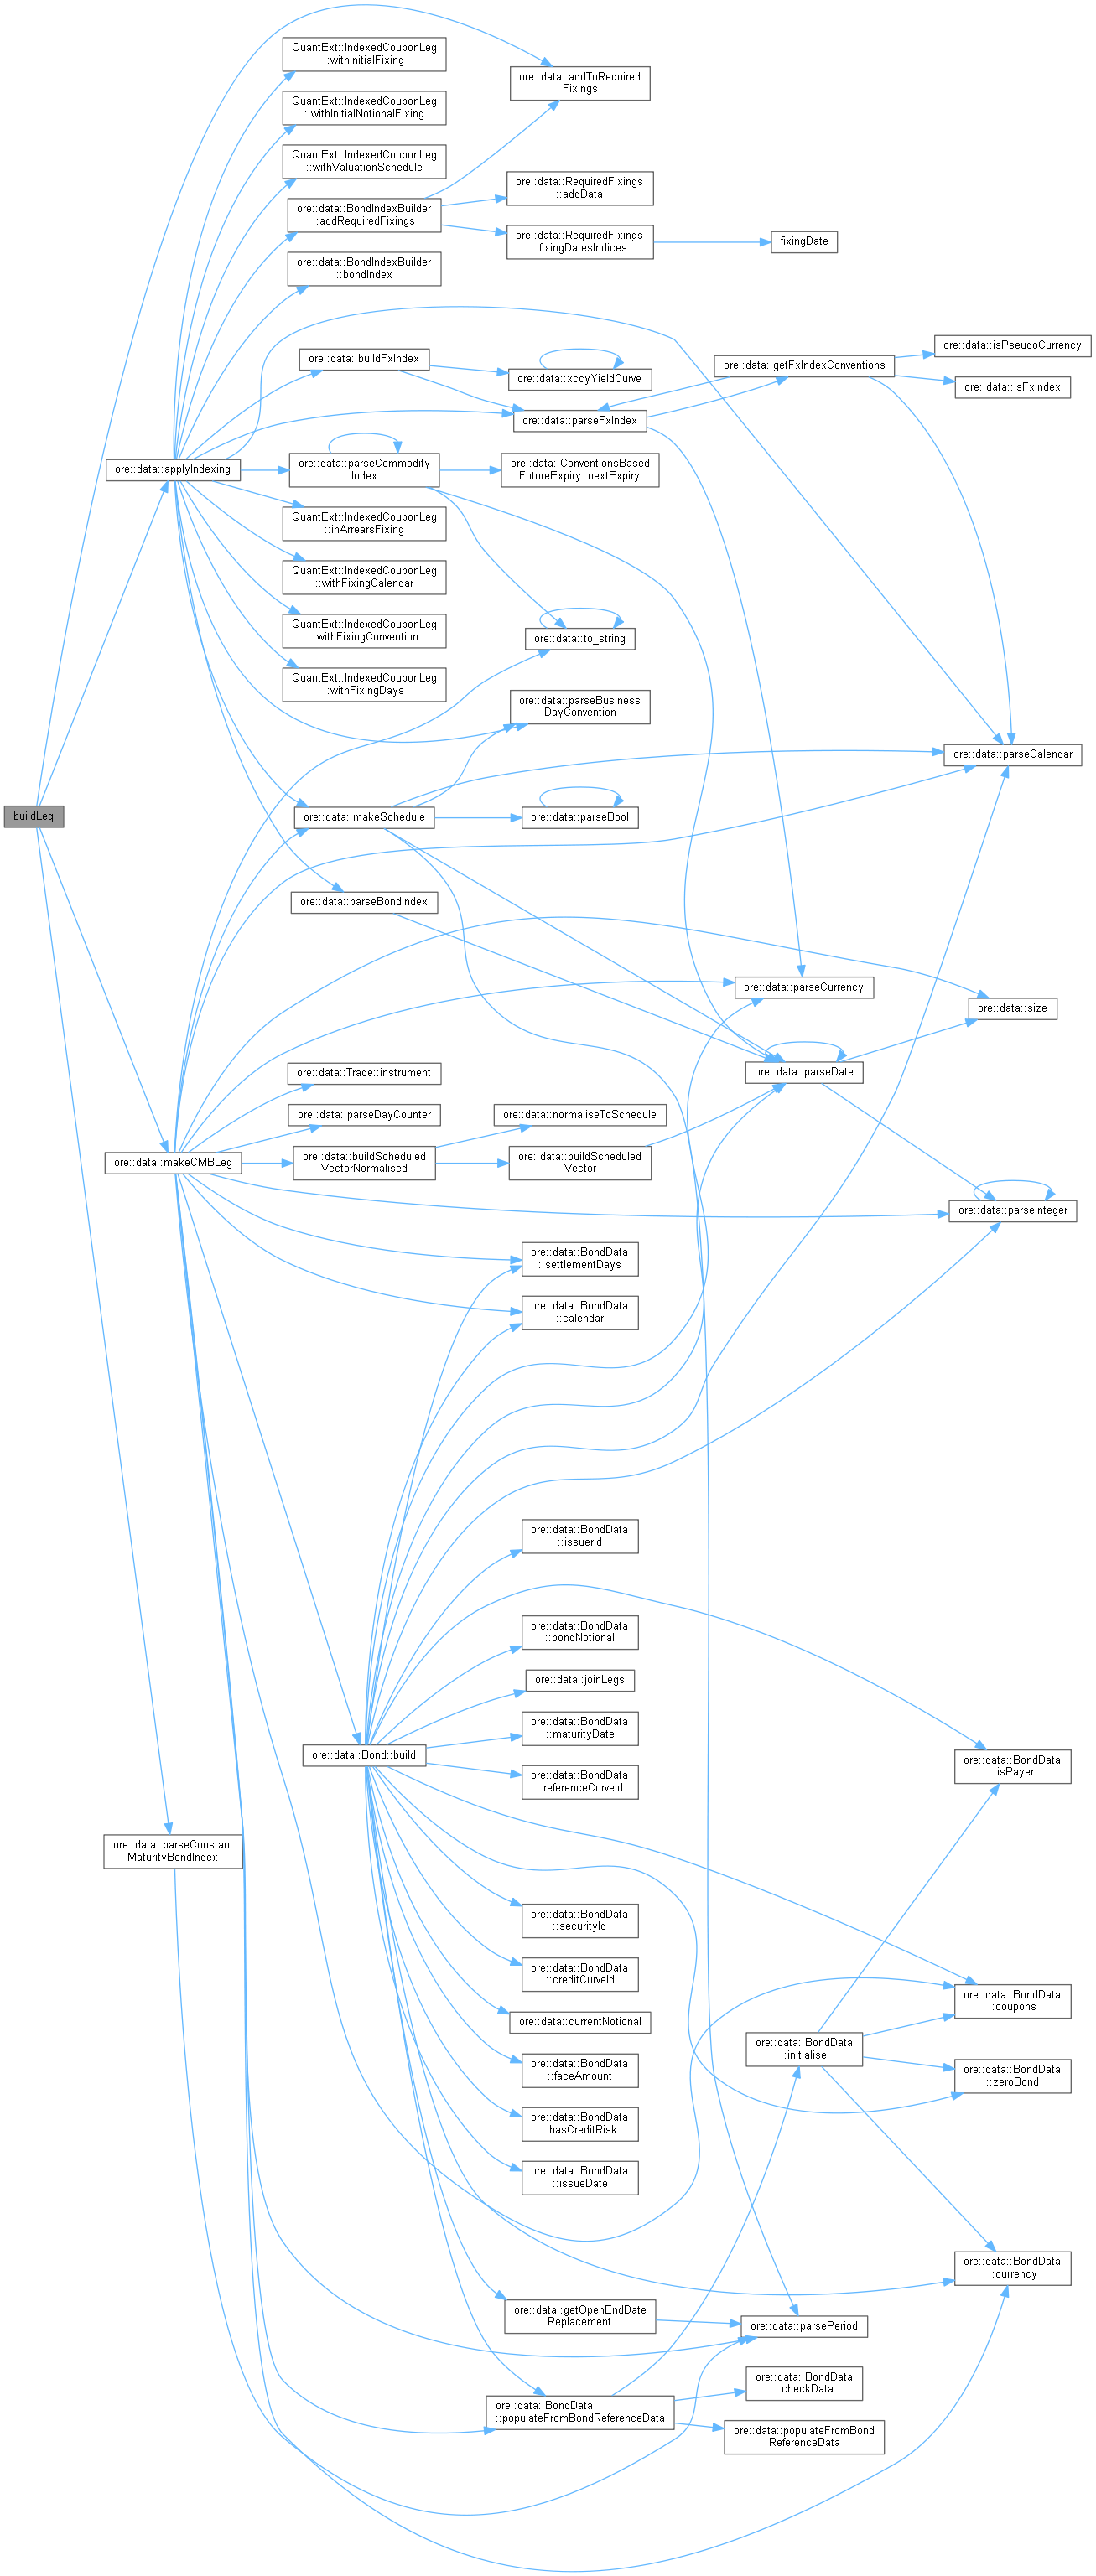 QuantExt::IndexedCouponLeg
::withInitialFixing
ore::data::addToRequired
Fixings
QuantExt::IndexedCouponLeg
::withInitialNotionalFixing
QuantExt::IndexedCouponLeg
::withValuationSchedule
ore::data::RequiredFixings
::addData
ore::data::BondIndexBuilder
::addRequiredFixings
ore::data::RequiredFixings
::fixingDatesIndices
fixingDate
ore::data::BondIndexBuilder
::bondIndex
ore::data::isPseudoCurrency
ore::data::buildFxIndex
ore::data::getFxIndexConventions
ore::data::xccyYieldCurve
ore::data::isFxIndex
ore::data::parseFxIndex
ore::data::applyIndexing
ore::data::parseCommodity
Index
ore::data::ConventionsBased
FutureExpiry::nextExpiry
QuantExt::IndexedCouponLeg
::inArrearsFixing
QuantExt::IndexedCouponLeg
::withFixingCalendar
QuantExt::IndexedCouponLeg
::withFixingConvention
ore::data::to_string
QuantExt::IndexedCouponLeg
::withFixingDays
ore::data::parseBusiness
DayConvention
ore::data::parseCalendar
buildLeg
ore::data::makeSchedule
ore::data::parseBool
ore::data::parseBondIndex
ore::data::parseCurrency
ore::data::size
ore::data::Trade::instrument
ore::data::parseDate
ore::data::parseDayCounter
ore::data::normaliseToSchedule
ore::data::makeCMBLeg
ore::data::buildScheduled
VectorNormalised
ore::data::buildScheduled
Vector
ore::data::parseInteger
ore::data::BondData
::settlementDays
ore::data::BondData
::calendar
ore::data::BondData
::issuerId
ore::data::BondData
::bondNotional
ore::data::joinLegs
ore::data::BondData
::maturityDate
ore::data::Bond::build
ore::data::BondData
::isPayer
ore::data::BondData
::referenceCurveId
ore::data::parseConstant
MaturityBondIndex
ore::data::BondData
::securityId
ore::data::BondData
::creditCurveId
ore::data::BondData
::coupons
ore::data::currentNotional
ore::data::BondData
::initialise
ore::data::BondData
::faceAmount
ore::data::BondData
::zeroBond
ore::data::BondData
::hasCreditRisk
ore::data::BondData
::issueDate
ore::data::BondData
::currency
ore::data::getOpenEndDate
Replacement
ore::data::parsePeriod
ore::data::BondData
::checkData
ore::data::BondData
::populateFromBondReferenceData
ore::data::populateFromBond
ReferenceData